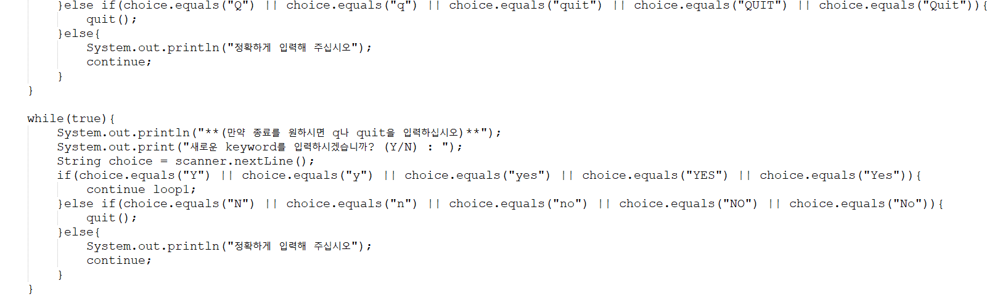 }else if(choice.equals("Q") || choice.equals("q") || choice.equals("quit") || choice.equals("QUIT") || choice.equals("Quit")){
quit();
}else{
System.out.println("정확하게 입력해 주십시오");
continue;
}
}
while(true){
System.out.println("**(만약 종료를 원하시면 q나 quit을 입력하십시오)**");
System.out.print("새로운 keyword를 입력하시겠습니까? (Y/N) : ");
String choice = scanner.nextLine();
if(choice.equals("Y") || choice.equals("y") || choice.equals("yes") || choice.equals("YES") || choice.equals("Yes")){
continue loop1;
}else if(choice.equals("N") || choice.equals("n") || choice.equals("no") || choice.equals("NO") || choice.equals("No")){
quit();
}else{
System.out.println("정확하게 입력해 주십시오");
continue;
}
}